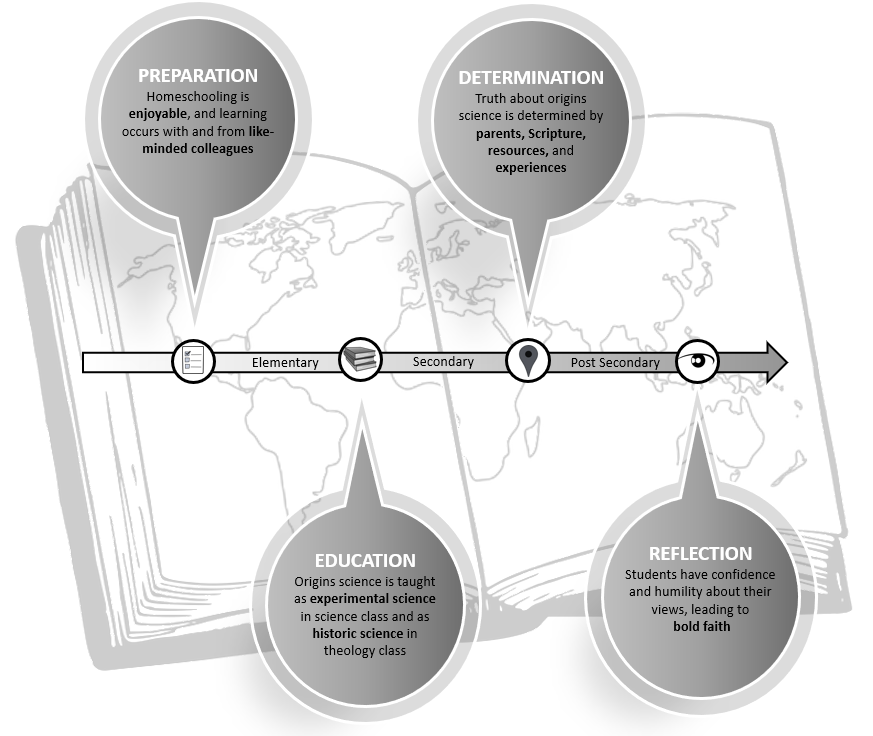 PREPARATION
Homeschooling is
enjoyable, and learning
occurs with and from like-
minded colleagues
DETERMINATION
Truth about origins
science is determined by
parents, Scripture,
resources, and
experiences
Elementary
Secondary
Post Secondary
EDUCATION
Origins science is taught
as experimental science
in science class and as
historic science in
theology class
REFLECTION
Students have confidence
and humility about their
views, leading to
bold faith